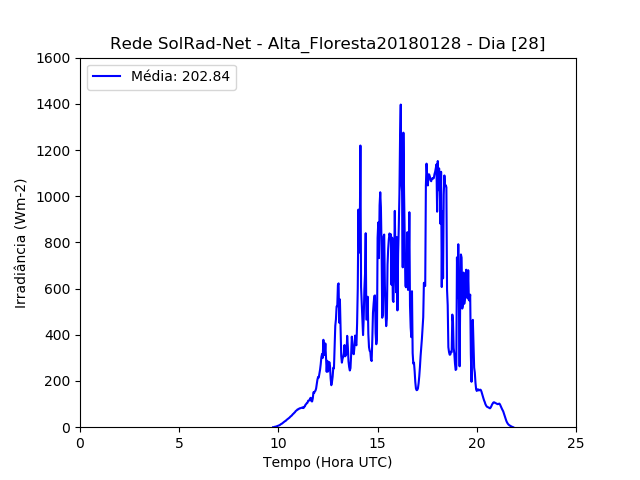 Rede SolRad-Net - Alta_Floresta20180128 - Dia [28]
Média: 202.84
Irradiância (Wm-2)
1600
1400
1200
1000
800
600
400
200
0
0 5 10 15 20 25
Tempo (Hora UTC)